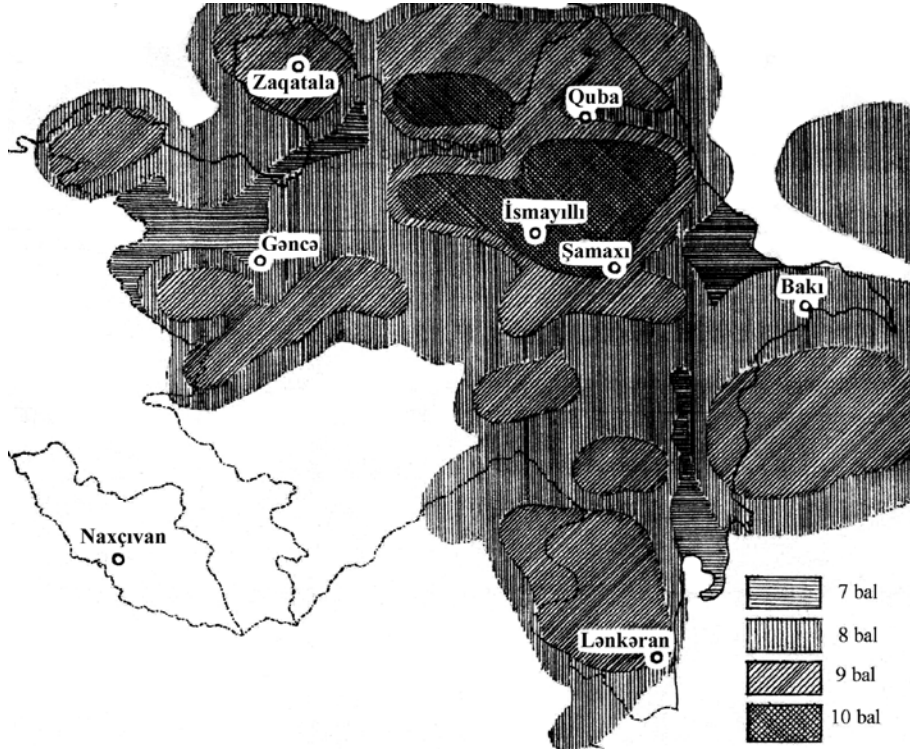 Zaqatala
Quba
İsmayıllı
Gəncə
Şamaxı
Bakı
Naxçıvan
Lənkəran
7 bal
8 bal
9 bal
10 bal